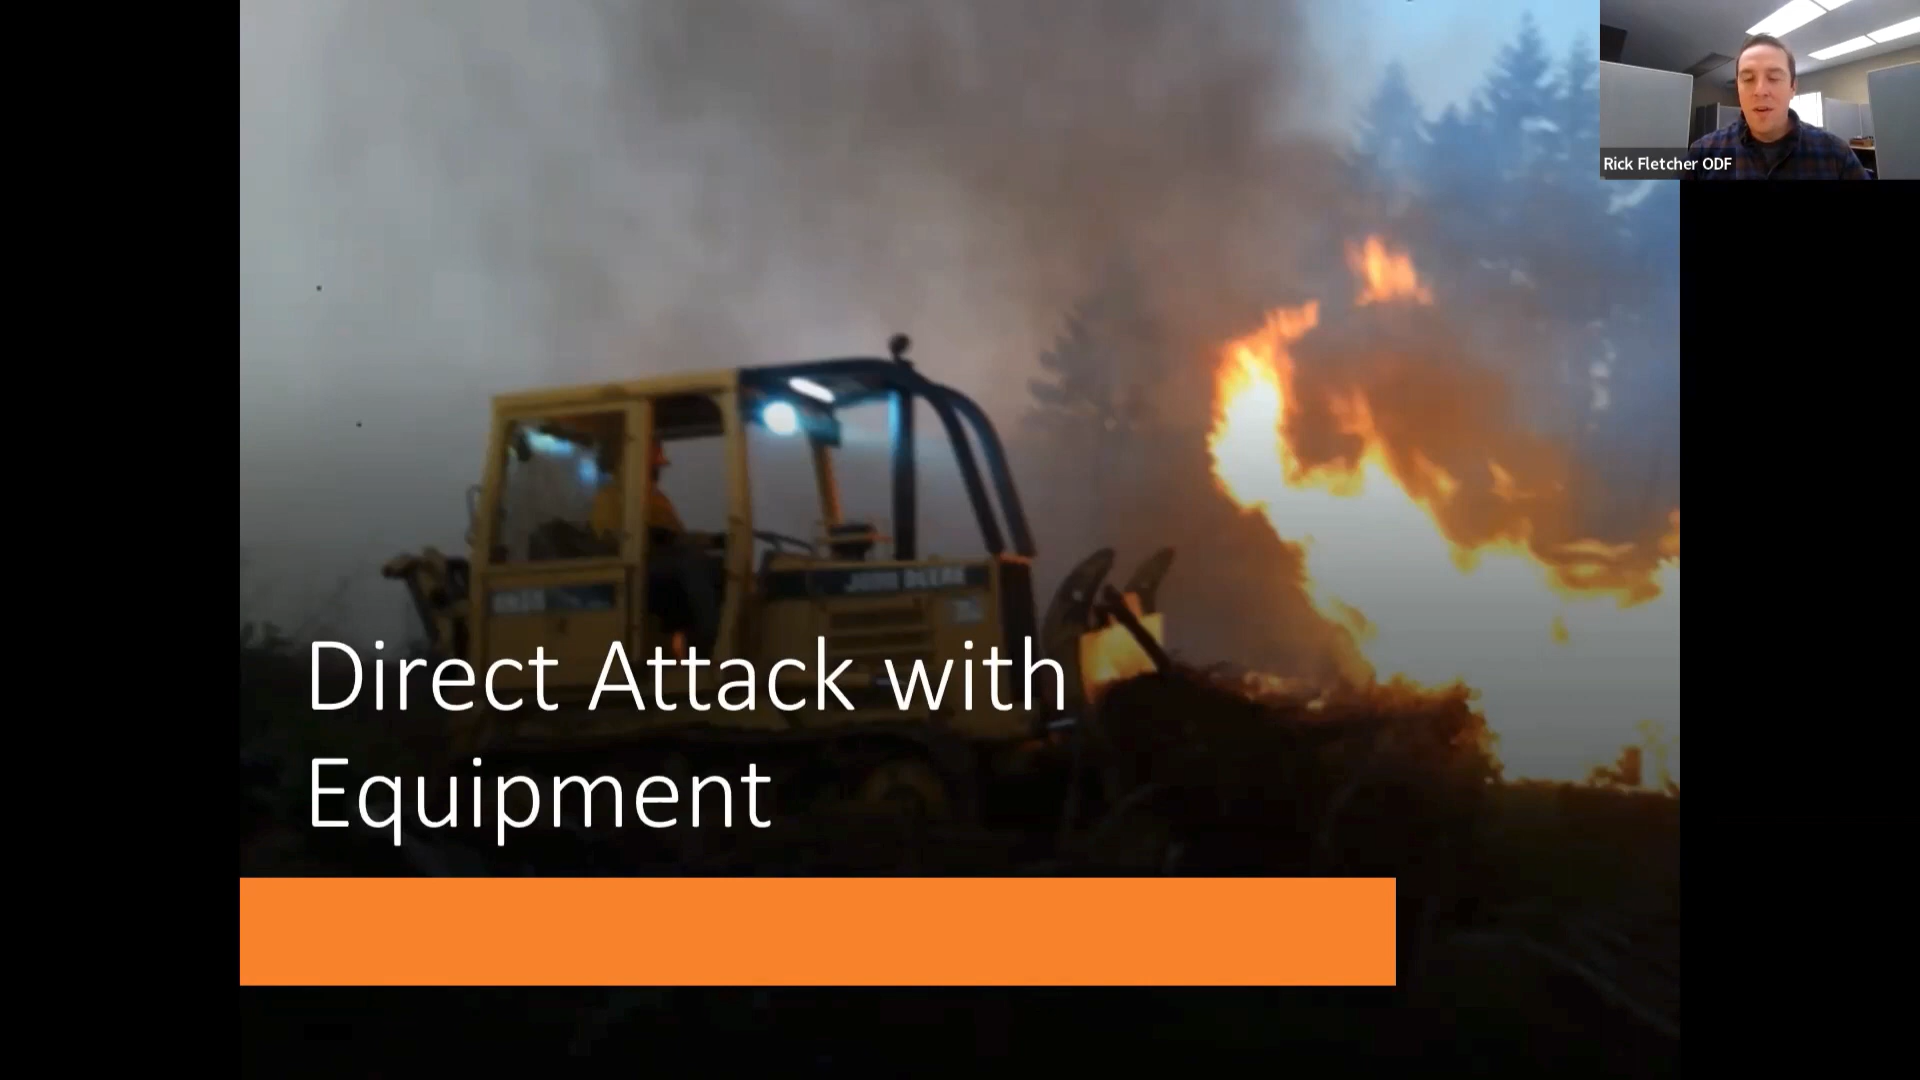 Rick Fletcher ODF
JOHN DEERE
Direct Attack with
Equipment